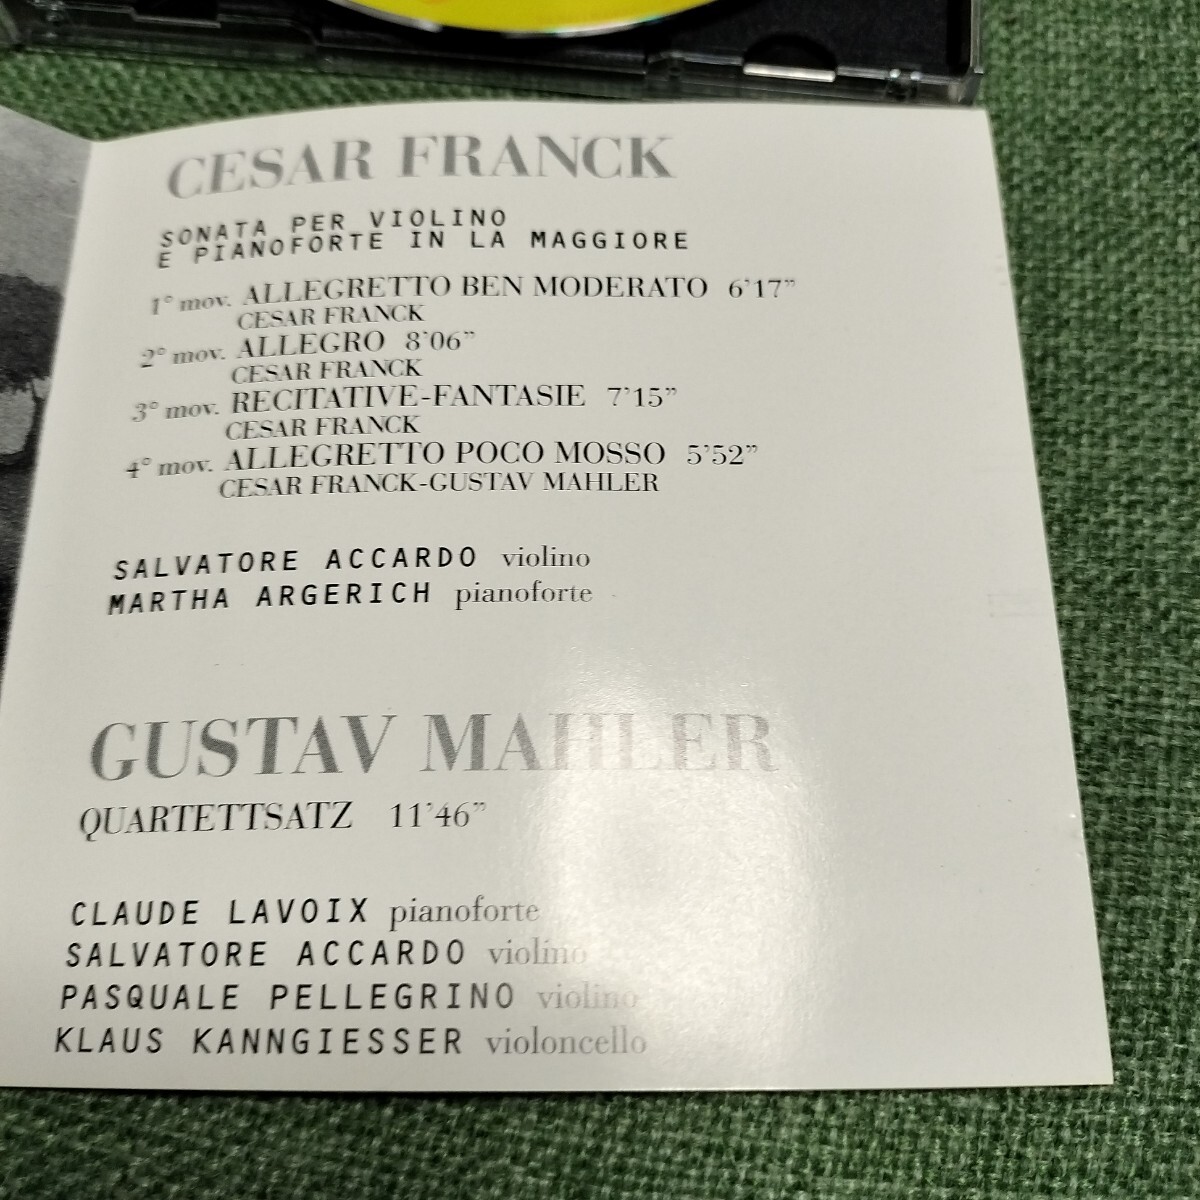 CESAR FRANCK
SONATA PER VIOLINO
E PIANOFORTE IN LA MAGGIORE
1° mov. ALLEGRETTO BEN MODERATO 6'17”
CESAR FRANCK
2° mov. ALLEGRO 8'06”
CESAR FRANCK
3° mov. RECITATIVE-FANTASIE 7'15”
CESAR FRANCK
4° mov. ALLEGRETTO POCO MOSSO 5'52”
CESAR FRANCK-GUSTAV MAHLER
SALVATORE ACCARDO violino
MARTHA ARGERICH pianoforte
GUSTAV MAHLER
QUARTETTSATZ 11'46”
CLAUDE LAVOIX pianoforte
SALVATORE ACCARDO violino
PASQUALE PELLEGRINO violino
KLAUS KANNGIESSER violoncello